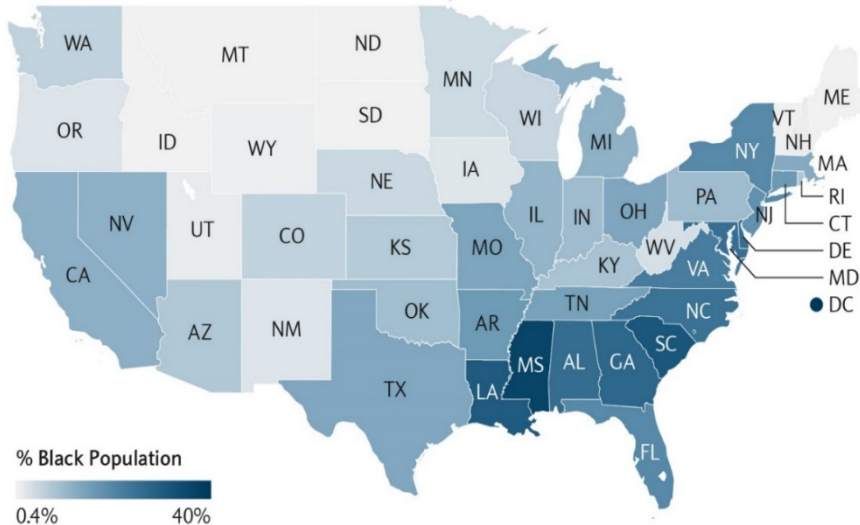 WA
MT
ND
MN
OR
ID
WY
SD
WI
MI
VT
ME
NH
NY
MA
RI
CT
NJ
DE
MD
DC
NV
UT
CO
NE
IA
IL
IN
OH
PA
WV
VA
KS
MO
KY
CA
AZ
NM
OK
AR
TN
NC
SC
TX
LA
MS
AL
GA
FL
% Black Population
0.4% 40%